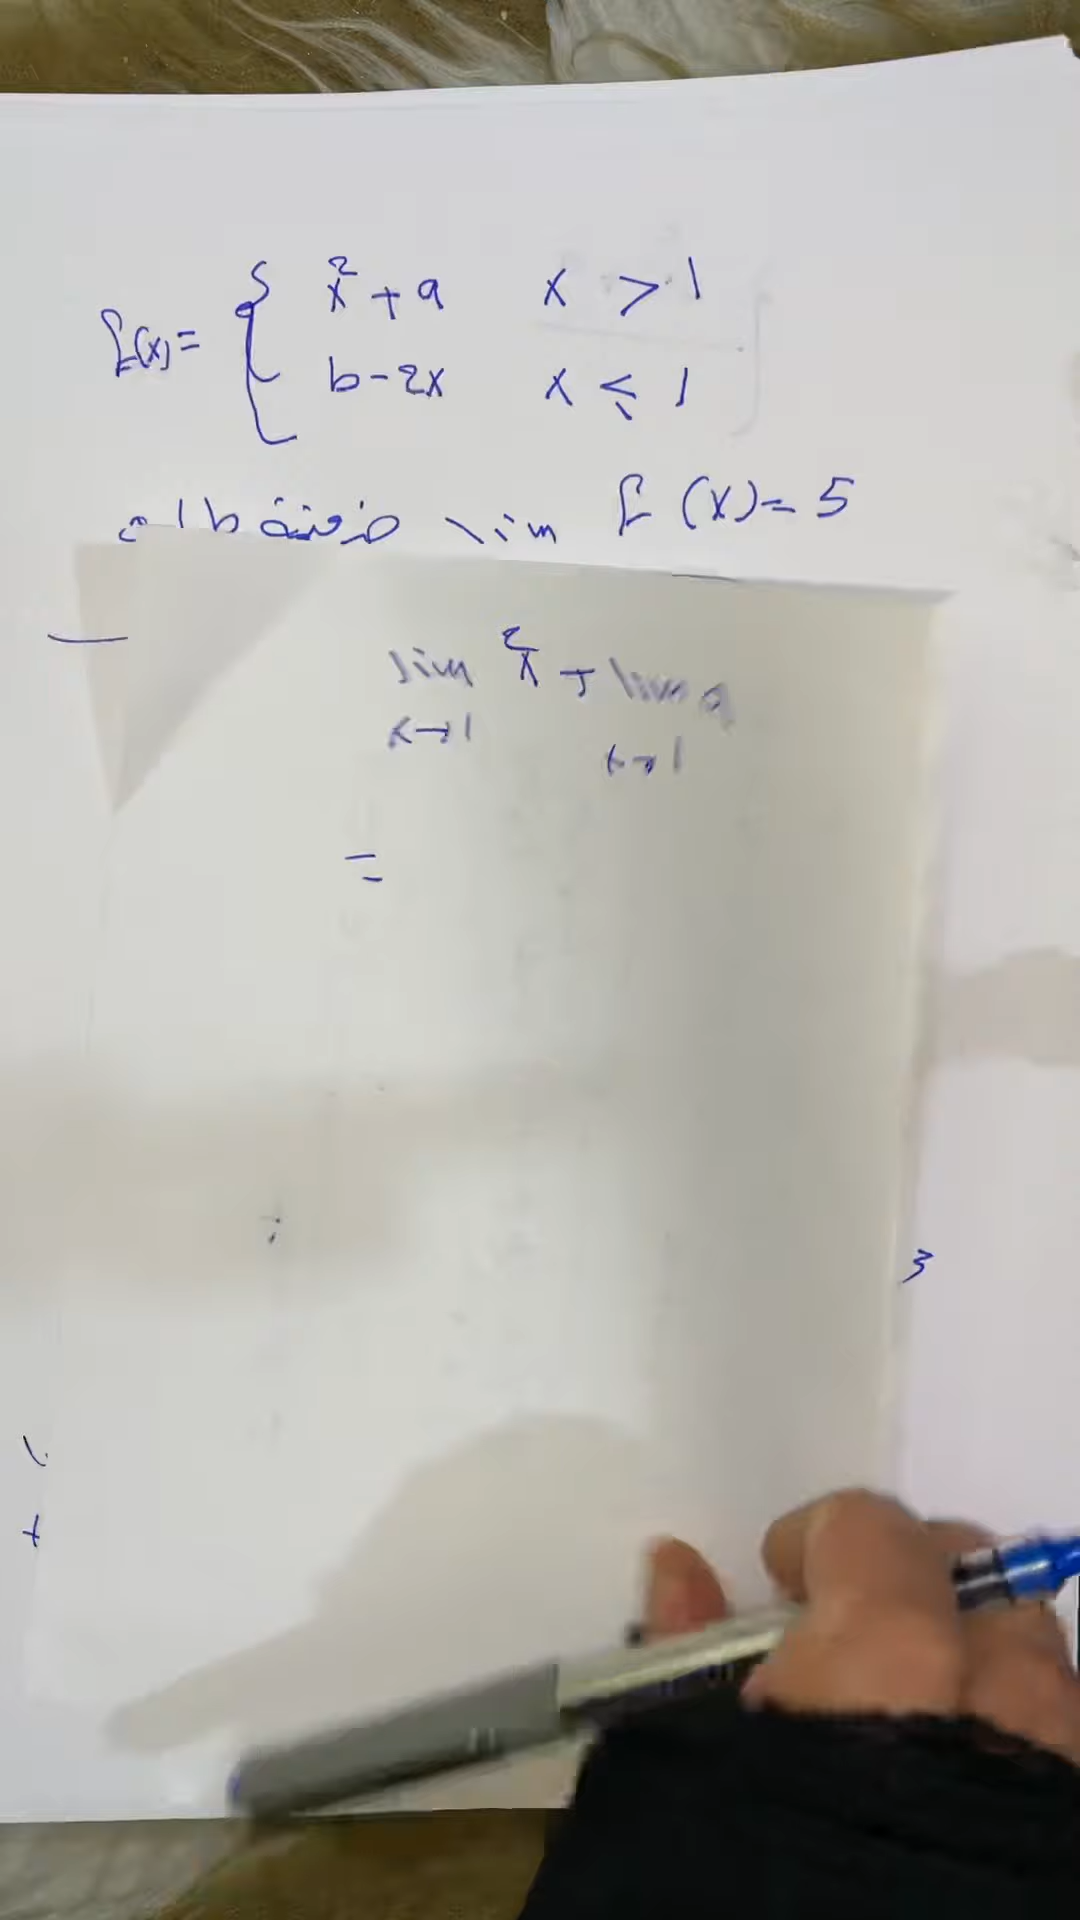 f(x) = { x² + a   x > 1
b - 2x   x ≤ 1
lim f(x) = 5
lim x² + lim a
x→1   x→1
=
3
+